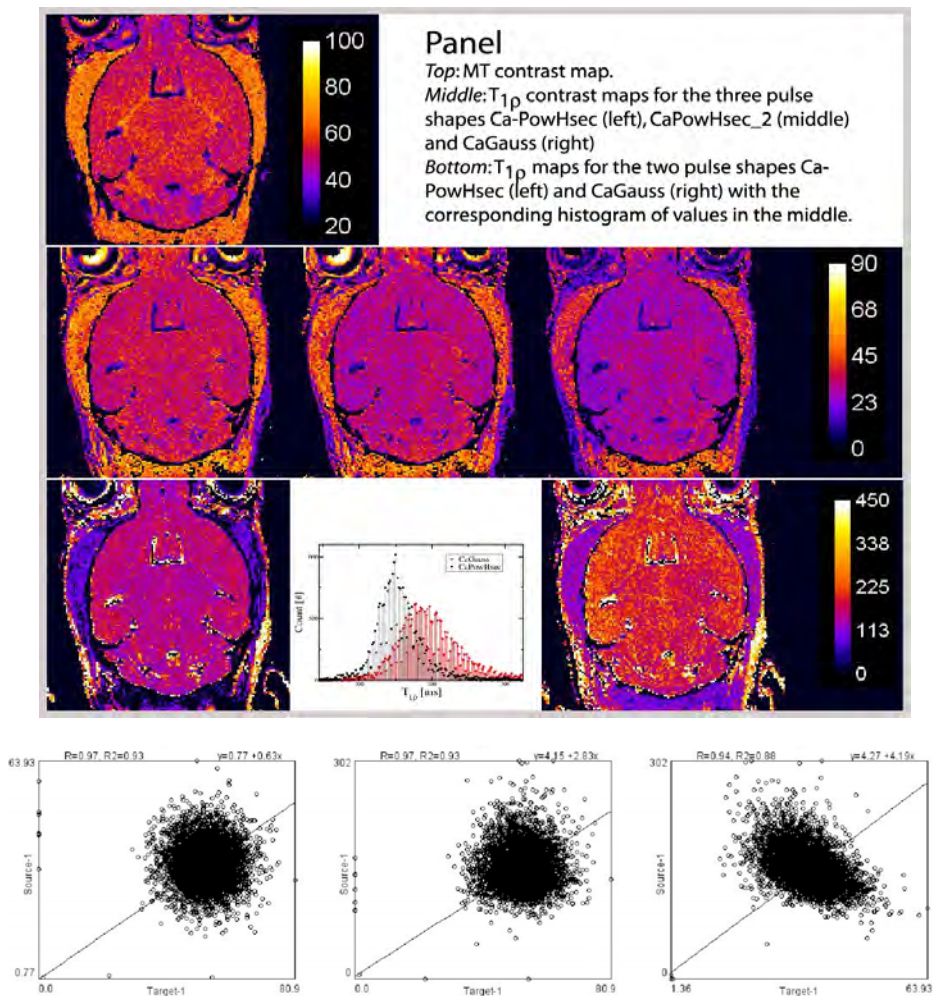 100
80
60
40
20
Panel
Top: MT contrast map.
Middle: T1ρ contrast maps for the three pulse
shapes Ca-PowHsec (left), CaPowHsec_2 (middle)
and CaGauss (right)
Bottom: T1ρ maps for the two pulse shapes Ca-
PowHsec (left) and CaGauss (right) with the
corresponding histogram of values in the middle.
90
68
45
23
0
CaGauss
CaPowHsec
Count [#]
T1ρ [ms]
450
338
225
113
0
R=0.97, R2=0.93 y=0.77 +0.63x
63.93
Source-1
0.77
0.0 Target-1 80.9
R=0.97, R2=0.93 y=4.15 +2.83x
302
Source-1
0
0.0 Target-1 80.9
R=0.94, R2=0.88 y=4.27 +4.19x
302
Source-1
0
1.36 Target-1 63.93